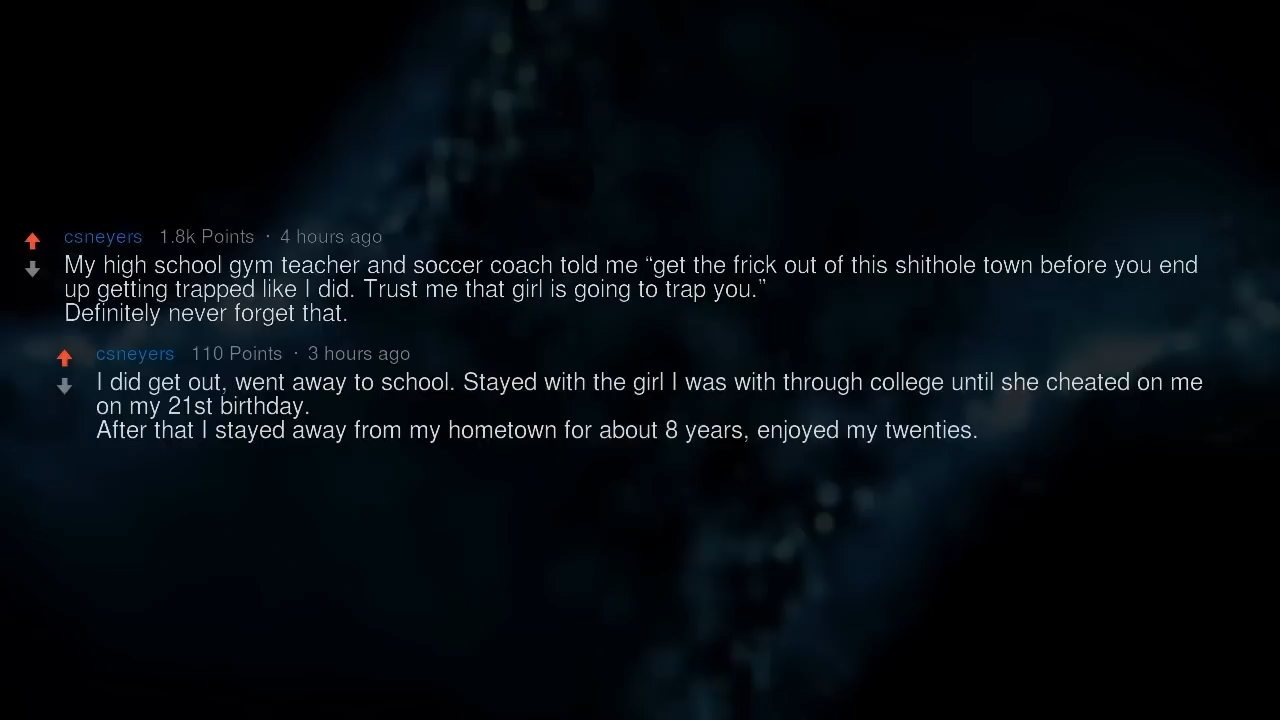 csneyers 1.8k Points · 4 hours ago
My high school gym teacher and soccer coach told me “get the frick out of this shithole town before you end
up getting trapped like I did. Trust me that girl is going to trap you.”
Definitely never forget that.
csneyers 110 Points · 3 hours ago
I did get out, went away to school. Stayed with the girl I was with through college until she cheated on me
on my 21st birthday.
After that I stayed away from my hometown for about 8 years, enjoyed my twenties.